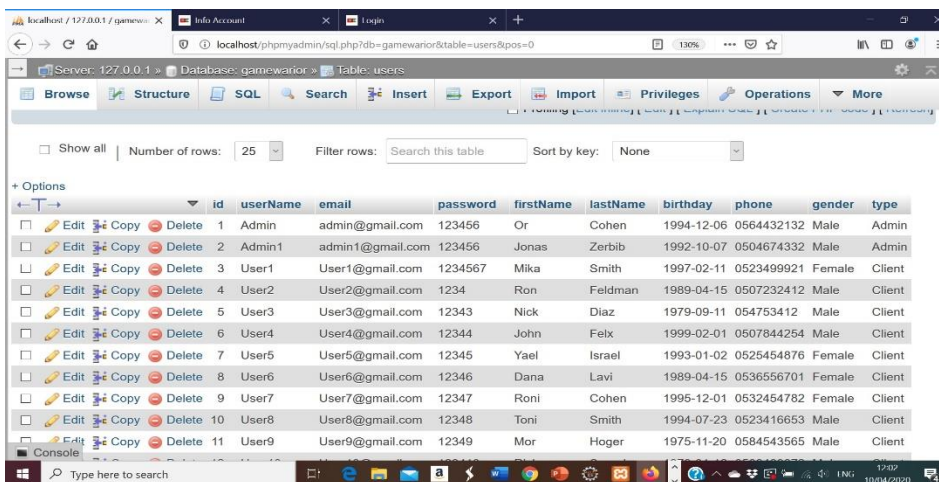 localhost / 127.0.0.1 / gamewar
Info Account
Login
localhost/phpmyadmin/sql.php?db=gamewarior&table=users&pos=0
130%
Server: 127.0.0.1 » Database: gamewarior » Table: users
Browse Structure SQL Search Insert Export Import Privileges Operations More
Show all Number of rows: 25 Filter rows: Search this table Sort by key: None
+ Options
id userName email password firstName lastName birthday phone gender type
Edit Copy Delete 1 Admin admin@gmail.com 123456 Or Cohen 1994-12-06 0564432132 Male Admin
Edit Copy Delete 2 Admin1 admin1@gmail.com 123456 Jonas Zerbib 1992-10-07 0504674332 Male Admin
Edit Copy Delete 3 User1 User1@gmail.com 1234567 Mika Smith 1997-02-11 0523499921 Female Client
Edit Copy Delete 4 User2 User2@gmail.com 1234 Ron Feldman 1989-04-15 0507232412 Male Client
Edit Copy Delete 5 User3 User3@gmail.com 12343 Nick Diaz 1979-09-11 054753412 Male Client
Edit Copy Delete 6 User4 User4@gmail.com 12344 John Felx 1999-02-01 0507844254 Male Client
Edit Copy Delete 7 User5 User5@gmail.com 12345 Yael Israel 1993-01-02 0525454876 Female Client
Edit Copy Delete 8 User6 User6@gmail.com 12346 Dana Lavi 1989-04-15 0536556701 Female Client
Edit Copy Delete 9 User7 User7@gmail.com 12347 Roni Cohen 1995-12-01 0532454782 Female Client
Edit Copy Delete 10 User8 User8@gmail.com 12348 Toni Smith 1994-07-23 0523416653 Male Client
Edit Copy Delete 11 User9 User9@gmail.com 12349 Mor Hoger 1975-11-20 0584543565 Male Client
Console
Type here to search
ENG
12:02
10/04/2020